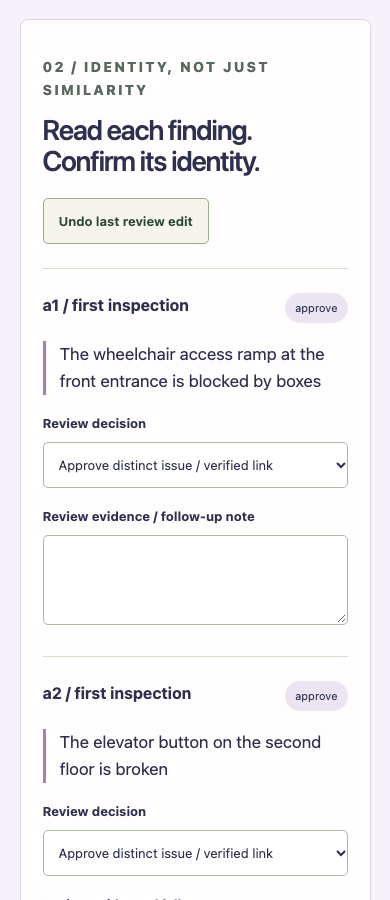 02 / IDENTITY, NOT JUST
SIMILARITY
Read each finding.
Confirm its identity.
Undo last review edit
a1 / first inspection
approve
The wheelchair access ramp at the
front entrance is blocked by boxes
Review decision
Approve distinct issue / verified link
Review evidence / follow-up note
a2 / first inspection
approve
The elevator button on the second
floor is broken
Review decision
Approve distinct issue / verified link